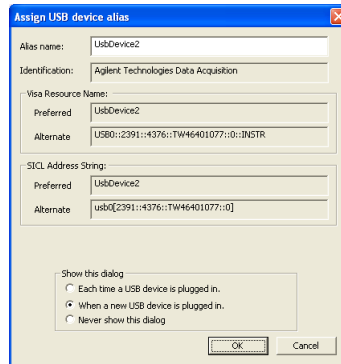 Assign USB device alias
Alias name: UsbDevice2
Identification: Agilent Technologies Data Acquisition
Visa Resource Name:
Preferred UsbDevice2
Alternate USB0::2391::4376::TW46401077::0::INSTR
SICL Address String:
Preferred UsbDevice2
Alternate usb0[2391::4376::TW46401077::0]
Show this dialog
Each time a USB device is plugged in.
When a new USB device is plugged in.
Never show this dialog
OK Cancel